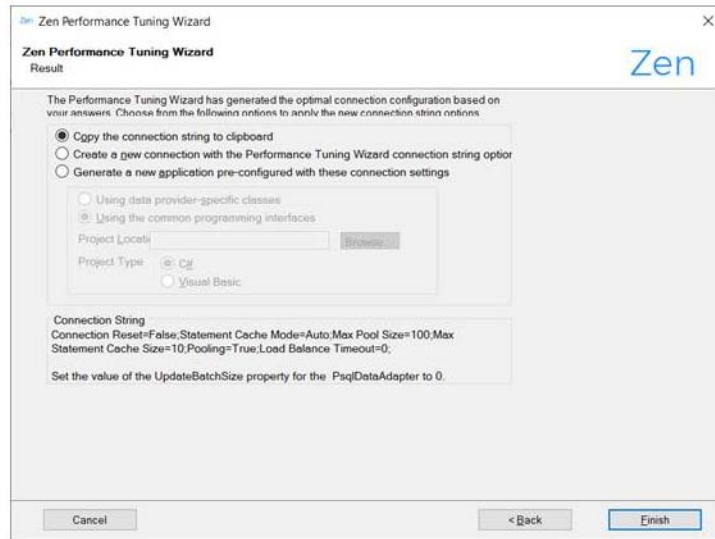 Zen Zen Performance Tuning Wizard
Zen Performance Tuning Wizard
Result
Zen
The Performance Tuning Wizard has generated the optimal connection configuration based on
your answers. Choose from the following options to apply the new connection string options
Copy the connection string to clipboard
Create a new connection with the Performance Tuning Wizard connection string option
Generate a new application pre-configured with these connection settings
Using data provider-specific classes
Using the common programming interfaces
Project Locati
Browse...
Project Type
C#
Visual Basic
Connection String
Connection Reset=False;Statement Cache Mode=Auto;Max Pool Size=100;Max
Statement Cache Size=10;Pooling=True;Load Balance Timeout=0;
Set the value of the UpdateBatchSize property for the PsqlDataAdapter to 0.
Cancel
< Back
Finish